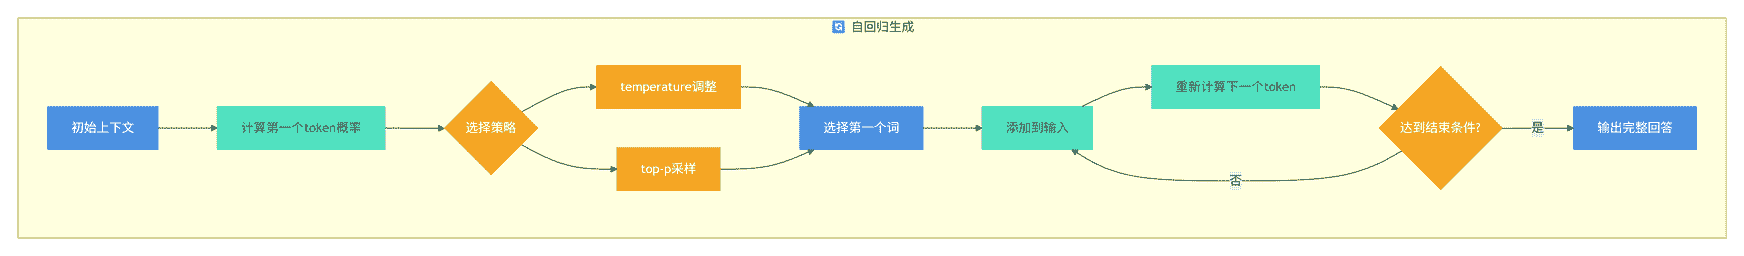 🔄 自回归生成
初始上下文
计算第一个token概率
选择策略
temperature调整
top-p采样
选择第一个词
添加到输入
重新计算下一个token
达到结束条件?
否
是
输出完整回答